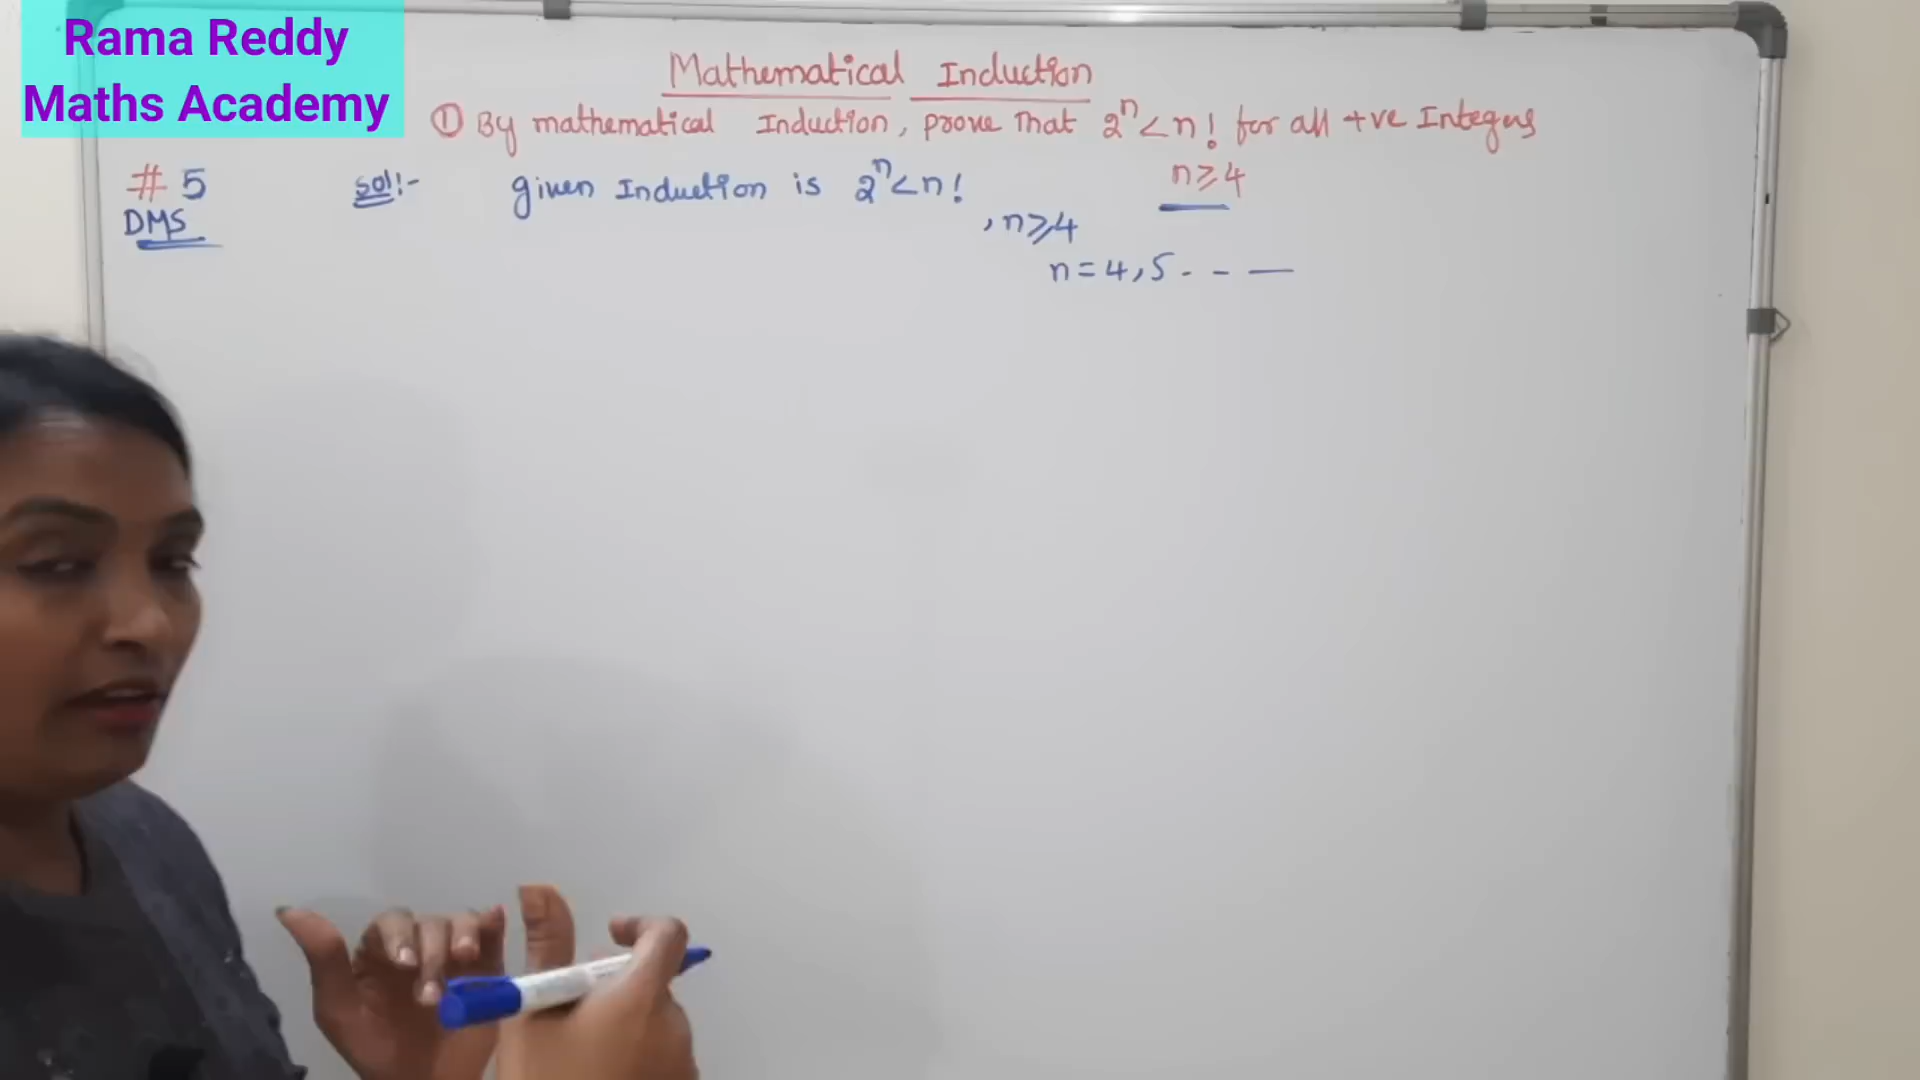 Rama Reddy
Maths Academy
Mathematical Induction
① By mathematical Induction, prove that 2ⁿ<n! for all +ve Integers
n≥4
# 5
DMS
Sol:-
given Induction is 2ⁿ<n!
, n≥4
n=4,5 - - —